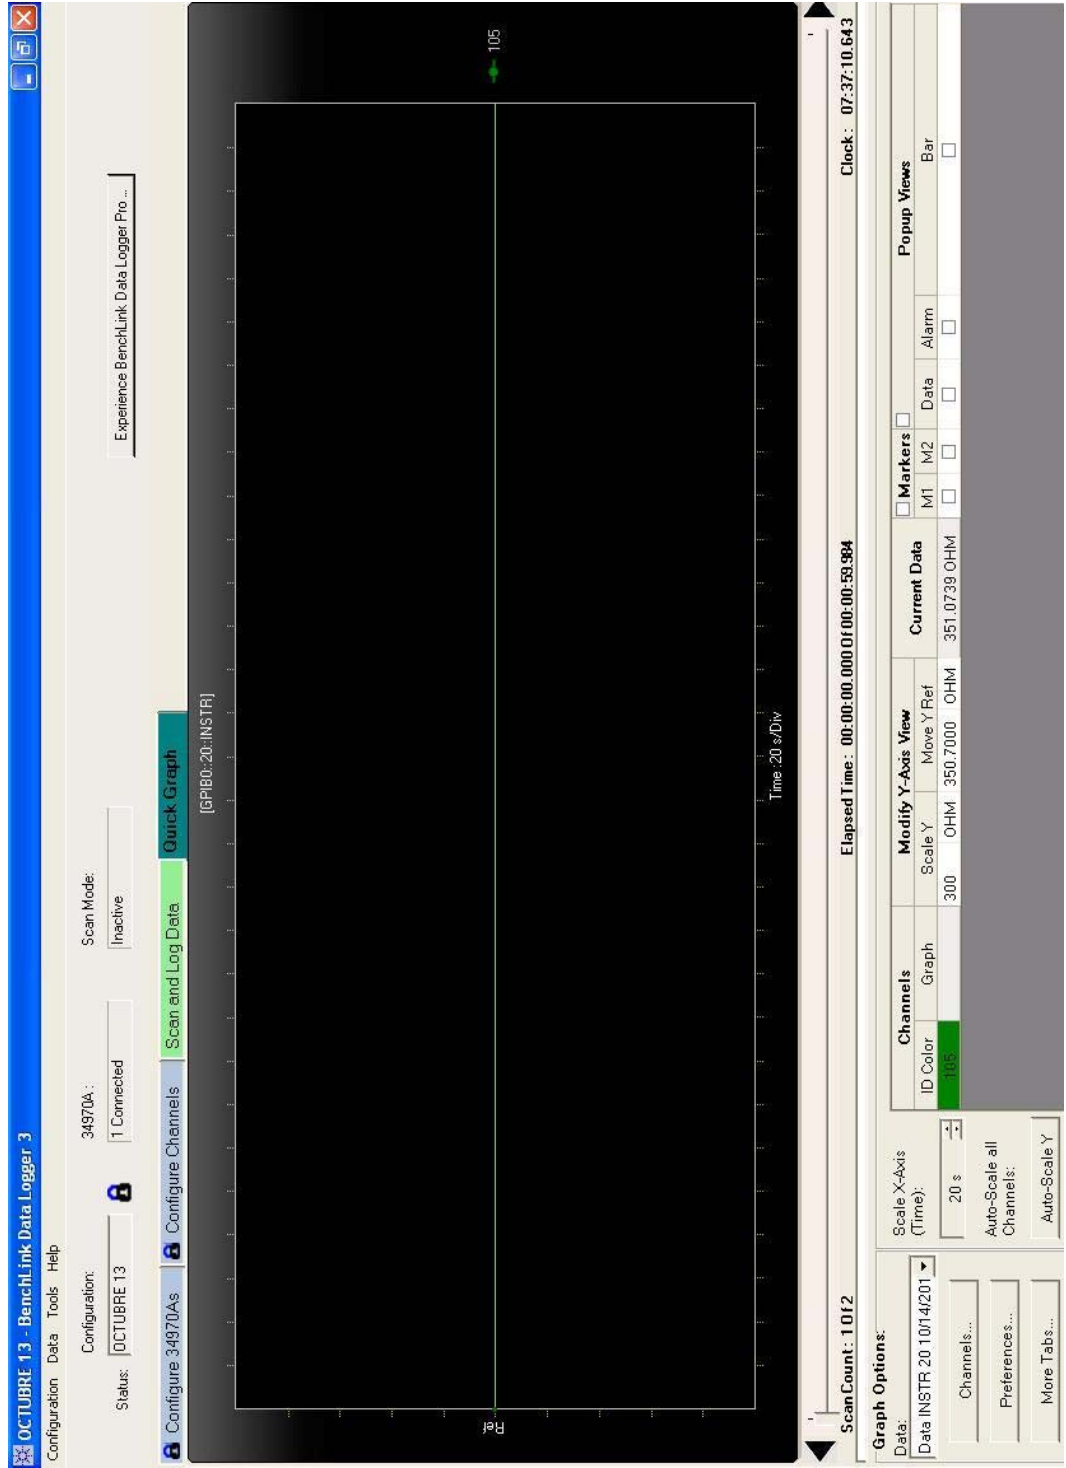 OCTUBRE 13 - BenchLink Data Logger 3
Configuration Data Tools Help
Configuration: 34970A : Scan Mode:
Status: OCTUBRE 13 1 Connected Inactive Experience BenchLink Data Logger Pro ...
Configure 34970As Configure Channels Scan and Log Data Quick Graph
[GPIB0::20::INSTR]
Ref 105
Time :20 s/Div
Scan Count: 1 Of 2 Elapsed Time: 00:00:00.000 Of 00:00:59.984 Clock: 07:37:10.643
Graph Options:
Data:
Data INSTR 20 10/14/201
Channels...
Preferences...
More Tabs...
Scale X-Axis
(Time):
20 s
Auto-Scale all
Channels:
Auto-Scale Y
Channels Modify Y-Axis View Current Data Markers Popup Views
ID Color Graph Scale Y Move Y Ref M1 M2 Data Alarm Bar
105 300 OHM 350.7000 OHM 351.0739 OHM